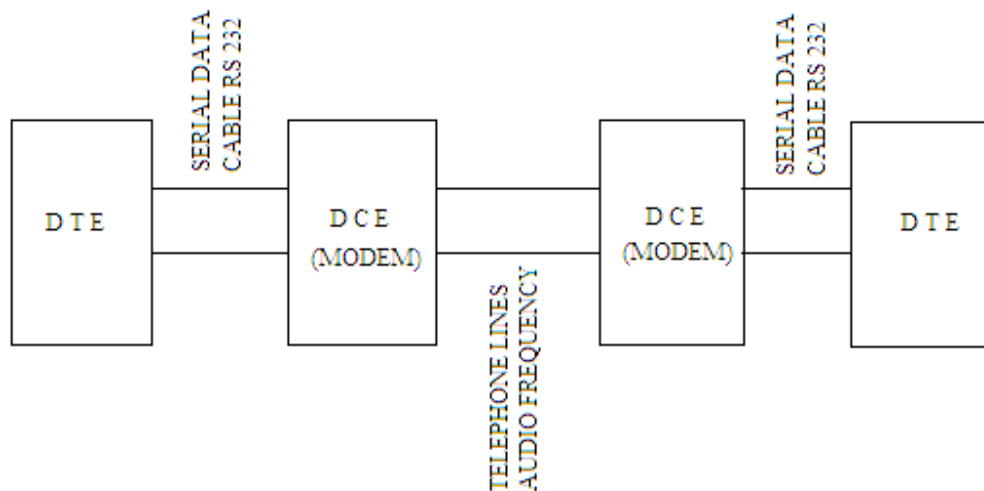 SERIAL DATA
CABLE RS 232
SERIAL DATA
CABLE RS 232
D T E
D C E
(MODEM)
D C E
(MODEM)
D T E
TELEPHONE LINES
AUDIO FREQUENCY